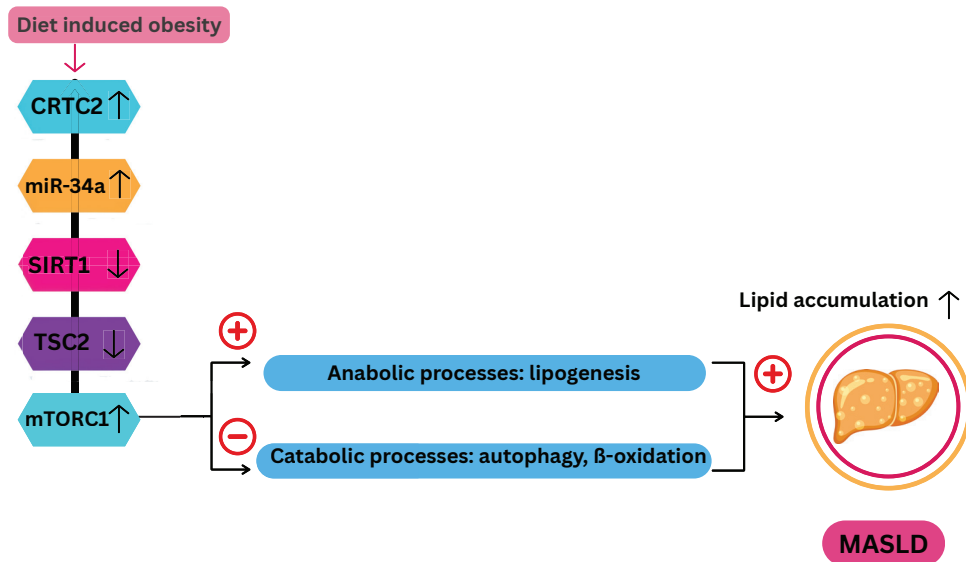 Diet induced obesity
CRTC2 ↑
miR-34a ↑
SIRT1 ↓
TSC2 ↓
mTORC1 ↑
+
Anabolic processes: lipogenesis
−
Catabolic processes: autophagy, ß-oxidation
+
Lipid accumulation ↑
MASLD